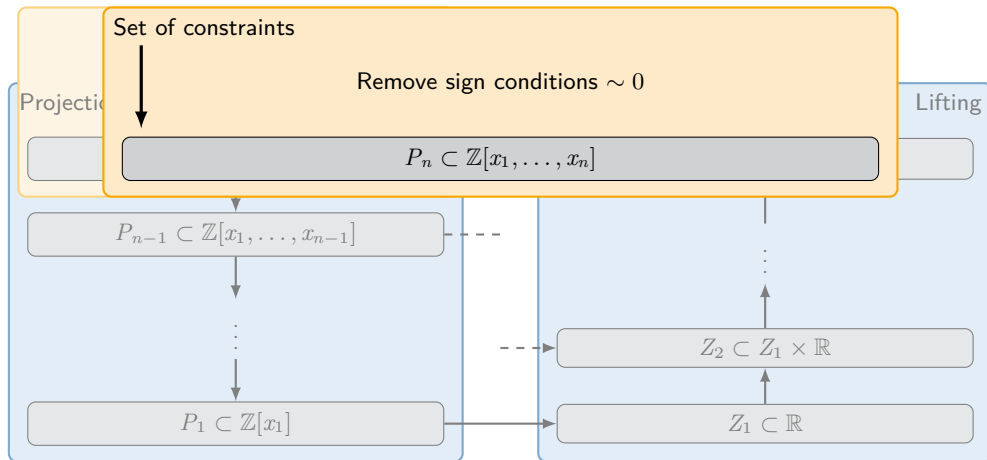 Set of constraints
Remove sign conditions ∼ 0
Lifting
P_n ⊂ ℤ[x_1, . . . , x_n]
P_{n−1} ⊂ ℤ[x_1, . . . , x_{n−1}]
Z_2 ⊂ Z_1 × ℝ
P_1 ⊂ ℤ[x_1]
Z_1 ⊂ ℝ